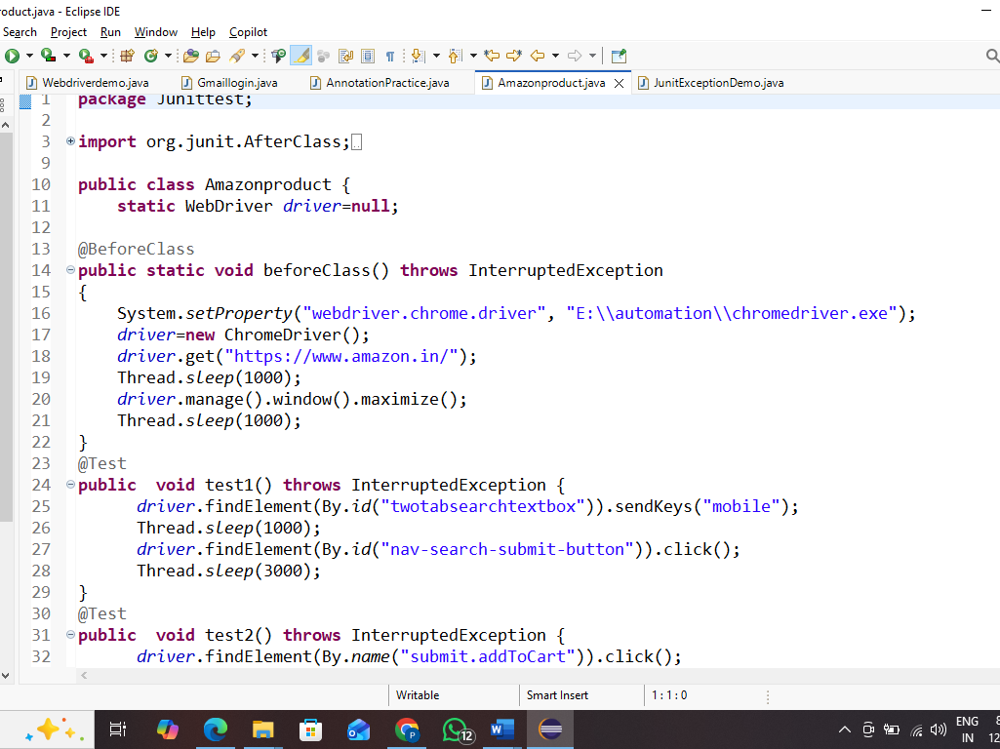 oduct.java - Eclipse IDE
Search Project Run Window Help Copilot
Webdriverdemo.java Gmaillogin.java AnnotationPractice.java Amazonproduct.java JunitExceptionDemo.java
1 package Junittest;
2
3 import org.junit.AfterClass;
9
10 public class Amazonproduct {
11 static WebDriver driver=null;
12
13 @BeforeClass
14 public static void beforeClass() throws InterruptedException
15 {
16 System.setProperty("webdriver.chrome.driver", "E:\\automation\\chromedriver.exe");
17 driver=new ChromeDriver();
18 driver.get("https://www.amazon.in/");
19 Thread.sleep(1000);
20 driver.manage().window().maximize();
21 Thread.sleep(1000);
22 }
23 @Test
24 public  void test1() throws InterruptedException {
25 driver.findElement(By.id("twotabsearchtextbox")).sendKeys("mobile");
26 Thread.sleep(1000);
27 driver.findElement(By.id("nav-search-submit-button")).click();
28 Thread.sleep(3000);
29 }
30 @Test
31 public  void test2() throws InterruptedException {
32 driver.findElement(By.name("submit.addToCart")).click();
Writable Smart Insert 1 : 1 : 0
12 ENG 8
IN 12